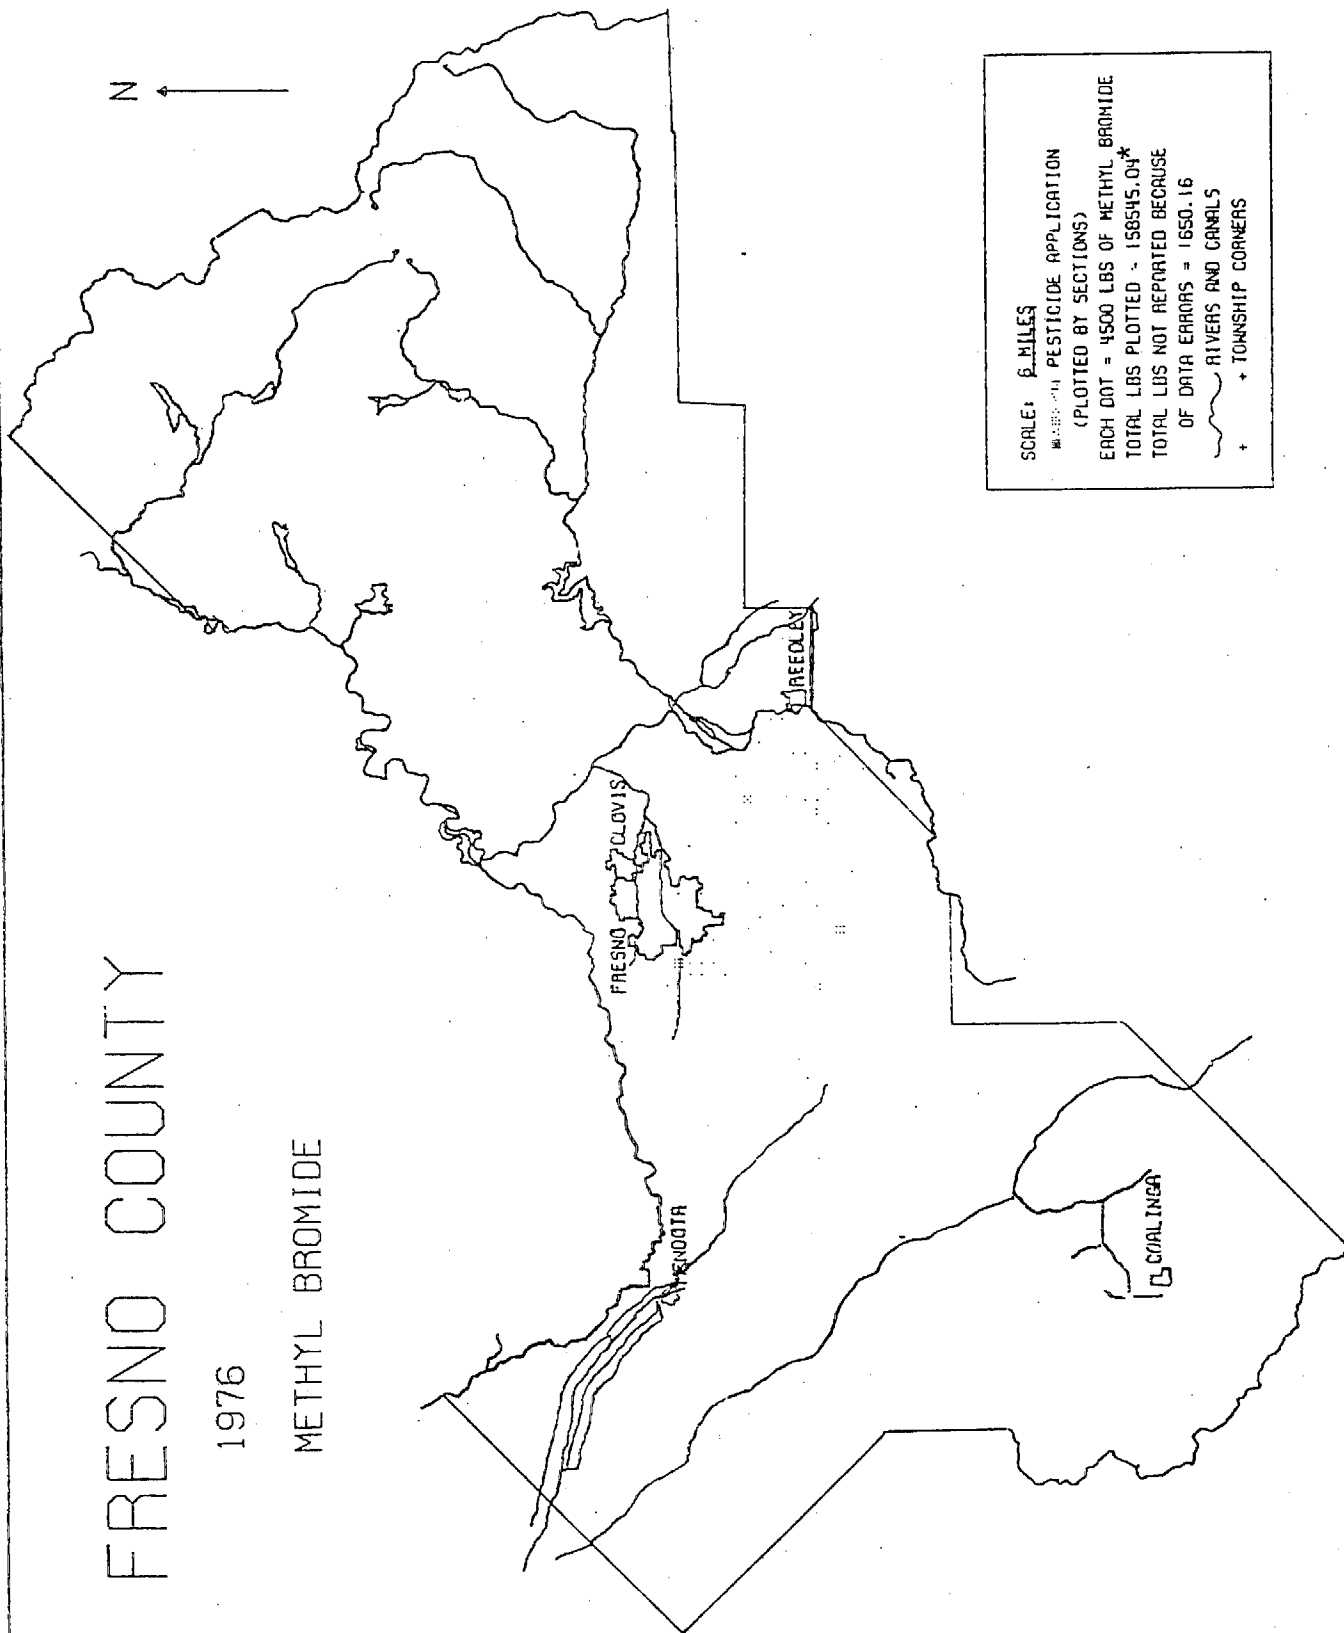 FRESNO COUNTY
1976
METHYL BROMIDE
N
FRESNO
CLOVIS
REEDLEY
MENDOTA
COALINGA
SCALE: 6 MILES
PESTICIDE APPLICATION
(PLOTTED BY SECTIONS)
EACH DOT = 4500 LBS OF METHYL BROMIDE
TOTAL LBS PLOTTED = 158545.04*
TOTAL LBS NOT REPORTED BECAUSE
OF DATA ERRORS = 1650.16
RIVERS AND CANALS
+ + TOWNSHIP CORNERS